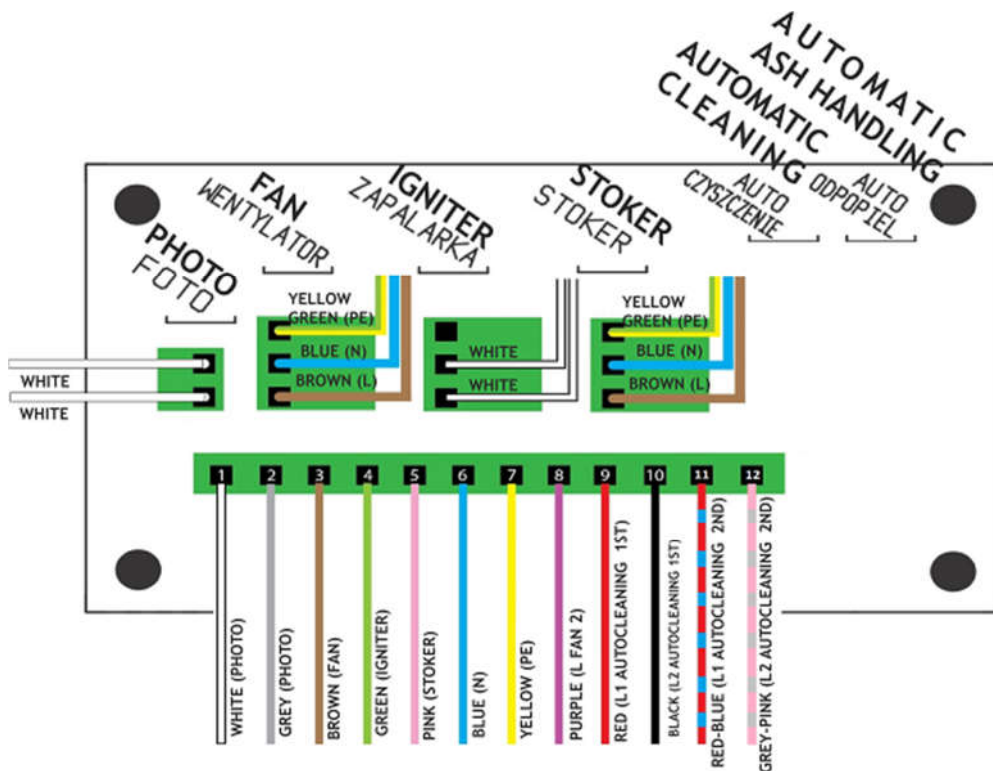 PHOTO
FOTO
FAN
WENTYLATOR
IGNITER
ZAPALARKA
STOKER
STOKER
AUTOMATIC
CLEANING
AUTO
CZYSZCZENIE
AUTOMATIC
ASH HANDLING
AUTO
ODPOPIEL
WHITE
WHITE
YELLOW
GREEN (PE)
BLUE (N)
BROWN (L)
WHITE
WHITE
YELLOW
GREEN (PE)
BLUE (N)
BROWN (L)
1 2 3 4 5 6 7 8 9 10 11 12
WHITE (PHOTO)
GREY (PHOTO)
BROWN (FAN)
GREEN (IGNITER)
PINK (STOKER)
BLUE (N)
YELLOW (PE)
PURPLE (L FAN 2)
RED (L1 AUTOCLEANING 1ST)
BLACK (L2 AUTOCLEANING 1ST)
RED-BLUE (L1 AUTOCLEANING 2ND)
GREY-PINK (L2 AUTOCLEANING 2ND)